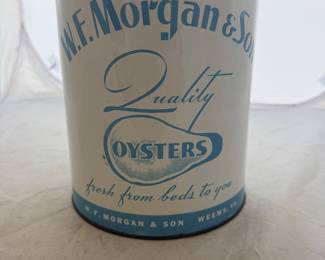 W.F. Morgan & Son
Quality
OYSTERS
fresh from beds to you
W. F. MORGAN & SON WEEMS, VA.